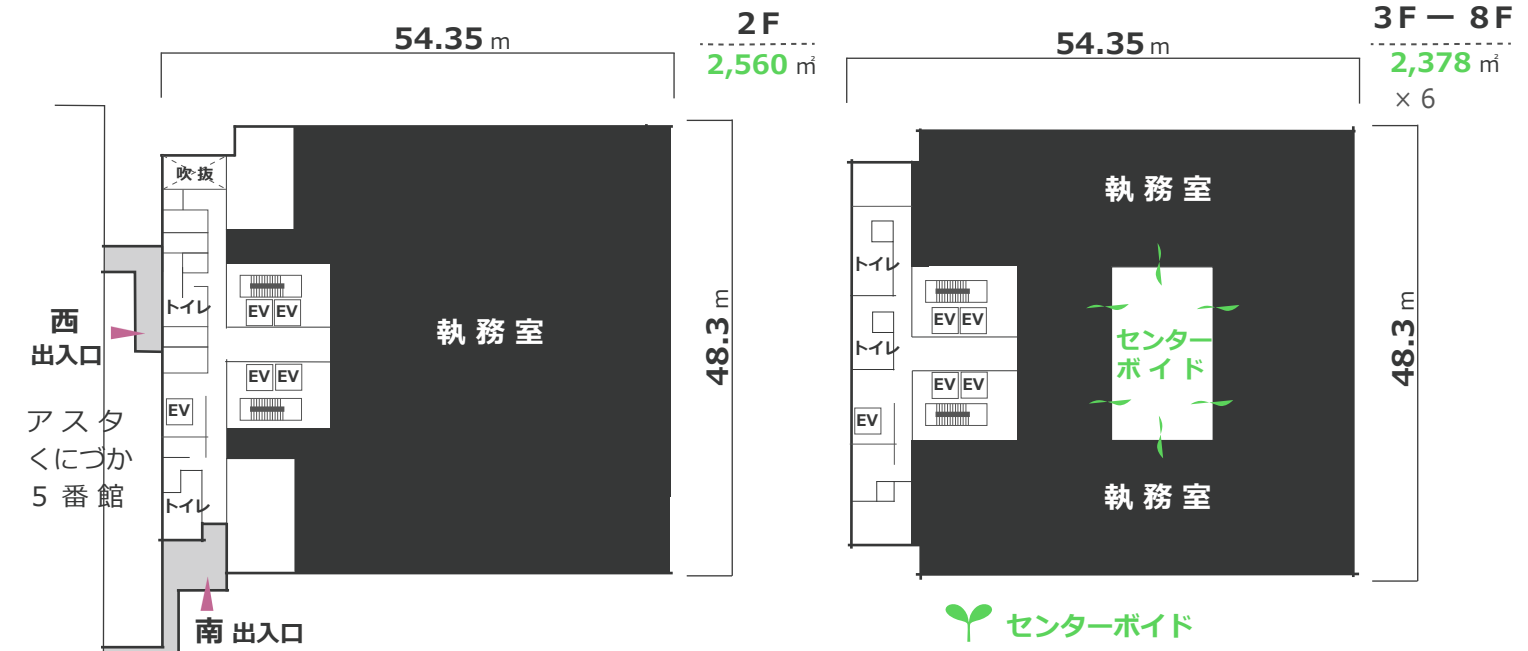 54.35 m
2F
2,560 ㎡
吹抜
トイレ
EV EV
執務室
48.3 m
西
出入口
EV EV
EV
アスタ
くにづか
5番館
トイレ
南 出入口
54.35 m
3F ー 8F
2,378 ㎡
× 6
執務室
トイレ
EV EV
トイレ
センター
ボイド
48.3 m
EV EV
EV
執務室
センターボイド